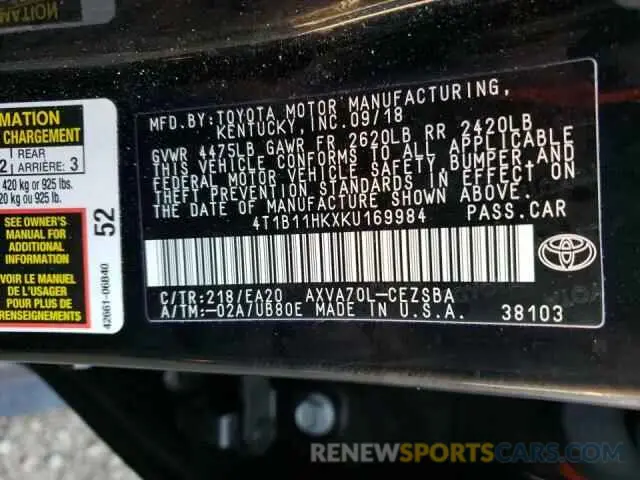 MATION
CHARGEMENT
1 REAR
2 ARRIÈRE: 3
420 kg or 925 lbs.
20 kg ou 925 lb.
SEE OWNER'S
MANUAL FOR
ADDITIONAL
INFORMATION
VOIR LE MANUEL
DE L'USAGER
POUR PLUS DE
RENSEIGNEMENTS
52
42661-06B40
MFD.BY:TOYOTA MOTOR MANUFACTURING,
KENTUCKY,INC.09/18
GVWR 4475LB GAWR FR 2620LB RR 2420LB
THIS VEHICLE CONFORMS TO ALL APPLICABLE
FEDERAL MOTOR VEHICLE SAFETY,BUMPER,AND
THEFT PREVENTION STANDARDS IN EFFECT ON
THE DATE OF MANUFACTURE SHOWN ABOVE.
4T1B11HKXKU169984 PASS.CAR
C/TR:218/EA20 AXVA70L-CEZSBA
A/TM:-02A/UB80E MADE IN U.S.A. 38103
RENEWSPORTSCARS.COM